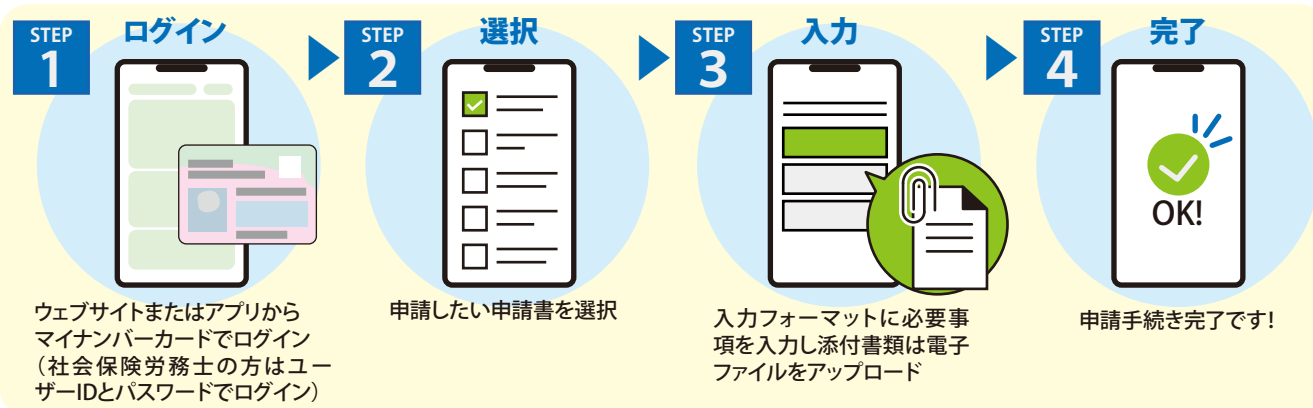 STEP
1
ログイン
ウェブサイトまたはアプリから
マイナンバーカードでログイン
（社会保険労務士の方はユー
ザーIDとパスワードでログイン）
STEP
2
選択
申請したい申請書を選択
STEP
3
入力
入力フォーマットに必要事
項を入力し添付書類は電子
ファイルをアップロード
STEP
4
完了
OK!
申請手続き完了です!